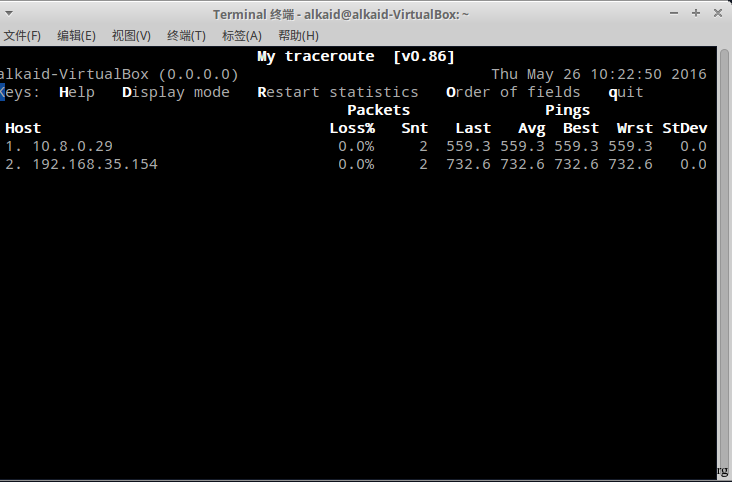 Terminal 终端 - alkaid@alkaid-VirtualBox: ~
文件(F) 编辑(E) 视图(V) 终端(T) 标签(A) 帮助(H)
My traceroute [v0.86]
alkaid-VirtualBox (0.0.0.0) Thu May 26 10:22:50 2016
Keys: Help Display mode Restart statistics Order of fields quit
Packets Pings
Host Loss% Snt Last Avg Best Wrst StDev
1. 10.8.0.29 0.0% 2 559.3 559.3 559.3 559.3 0.0
2. 192.168.35.154 0.0% 2 732.6 732.6 732.6 732.6 0.0
rg